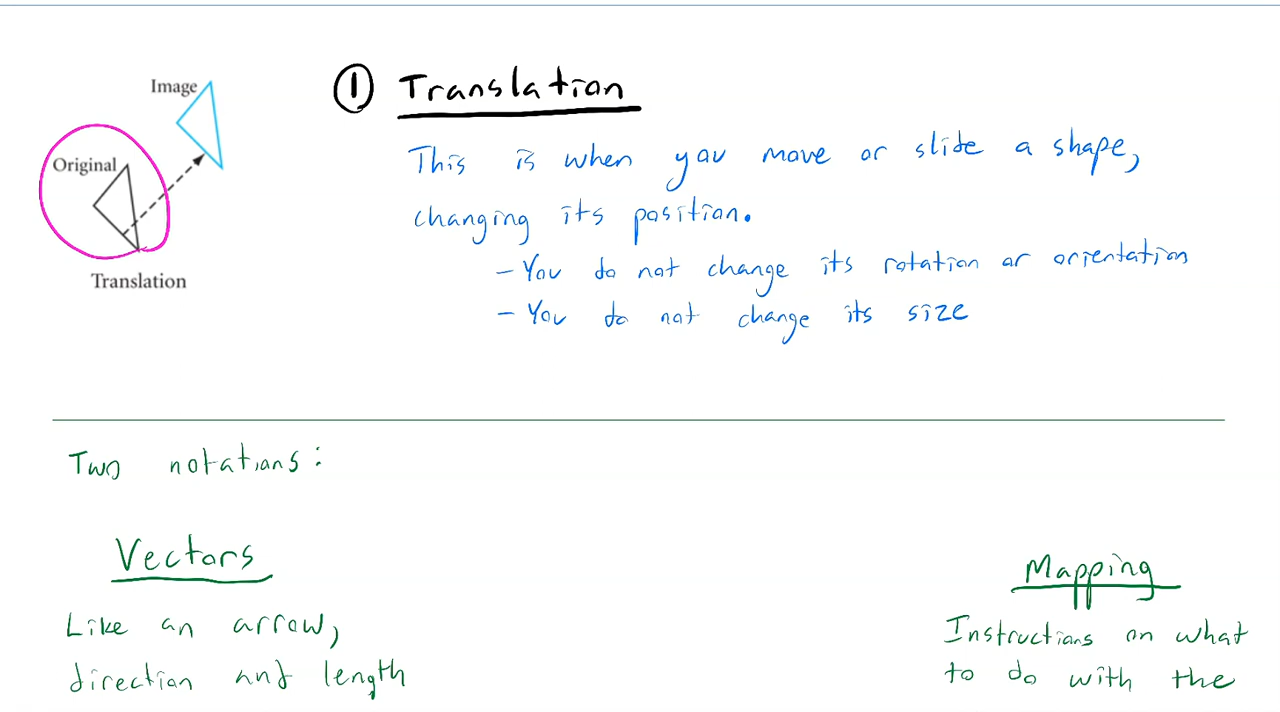 Image
Original
Translation
① Translation
This is when you move or slide a shape,
changing its position.
- You do not change its rotation or orientation
- You do not change its size
Two notations:
Vectors
Like an arrow,
direction and length
Mapping
Instructions on what
to do with the